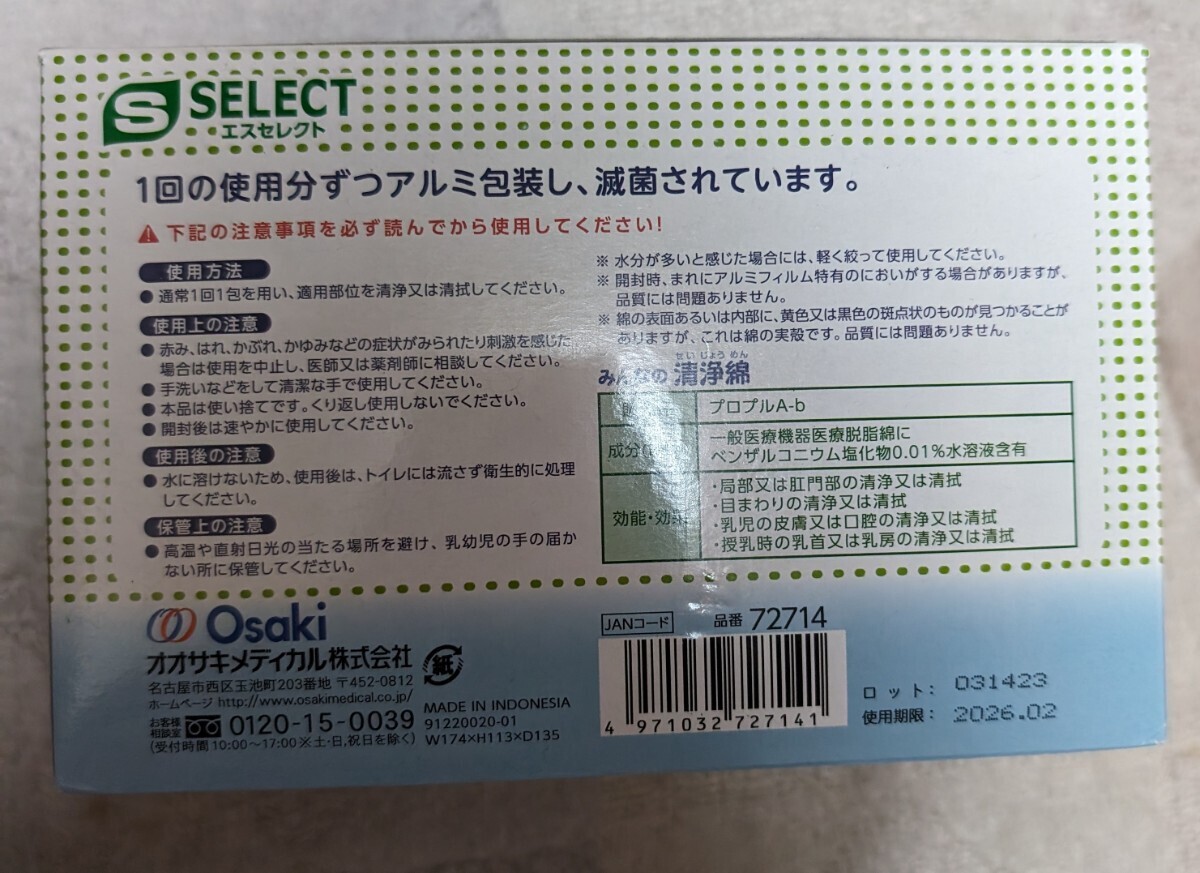 S SELECT
エスセレクト
1回の使用分ずつアルミ包装し、滅菌されています。
下記の注意事項を必ず読んでから使用してください!
使用方法
● 通常1回1包を用い、適用部位を清浄又は清拭してください。
使用上の注意
● 赤み、はれ、かぶれ、かゆみなどの症状がみられたり刺激を感じた
場合は使用を中止し、医師又は薬剤師に相談してください。
● 手洗いなどをして清潔な手で使用してください。
● 本品は使い捨てです。くり返し使用しないでください。
● 開封後は速やかに使用してください。
使用後の注意
● 水に溶けないため、使用後は、トイレには流さず衛生的に処理
してください。
保管上の注意
● 高温や直射日光の当たる場所を避け、乳幼児の手の届か
ない所に保管してください。
※ 水分が多いと感じた場合には、軽く絞って使用してください。
※ 開封時、まれにアルミフィルム特有のにおいがする場合がありますが、
品質には問題ありません。
※ 綿の表面あるいは内部に、黄色又は黒色の斑点状のものが見つかることが
ありますが、これは綿の実殻です。品質には問題ありません。
せい じょう めん
みんなの 清浄綿
プロプルA-b
成分
一般医療機器医療脱脂綿に
ベンザルコニウム塩化物0.01%水溶液含有
効能・効果
・局部又は肛門部の清浄又は清拭
・目まわりの清浄又は清拭
・乳児の皮膚又は口腔の清浄又は清拭
・授乳時の乳首又は乳房の清浄又は清拭
Osaki
オオサキメディカル株式会社
紙
名古屋市西区玉池町203番地 〒452-0812
ホームページ http://www.osakimedical.co.jp/
お客様
相談室 0120-15-0039
(受付時間10:00~17:00※土・日,祝日を除く)
MADE IN INDONESIA
91220020-01
W174×H113×D135
JANコード
品番 72714
4 971032 727141
ロット: 031423
使用期限: 2026.02